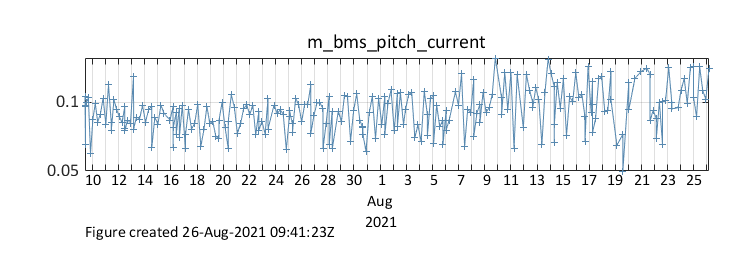 m_bms_pitch_current
0.1
0.05
10 12 14 16 18 20 22 24 26 28 30 1 3 5 7 9 11 13 15 17 19 21 23 25
Aug
2021
Figure created 26-Aug-2021 09:41:23Z